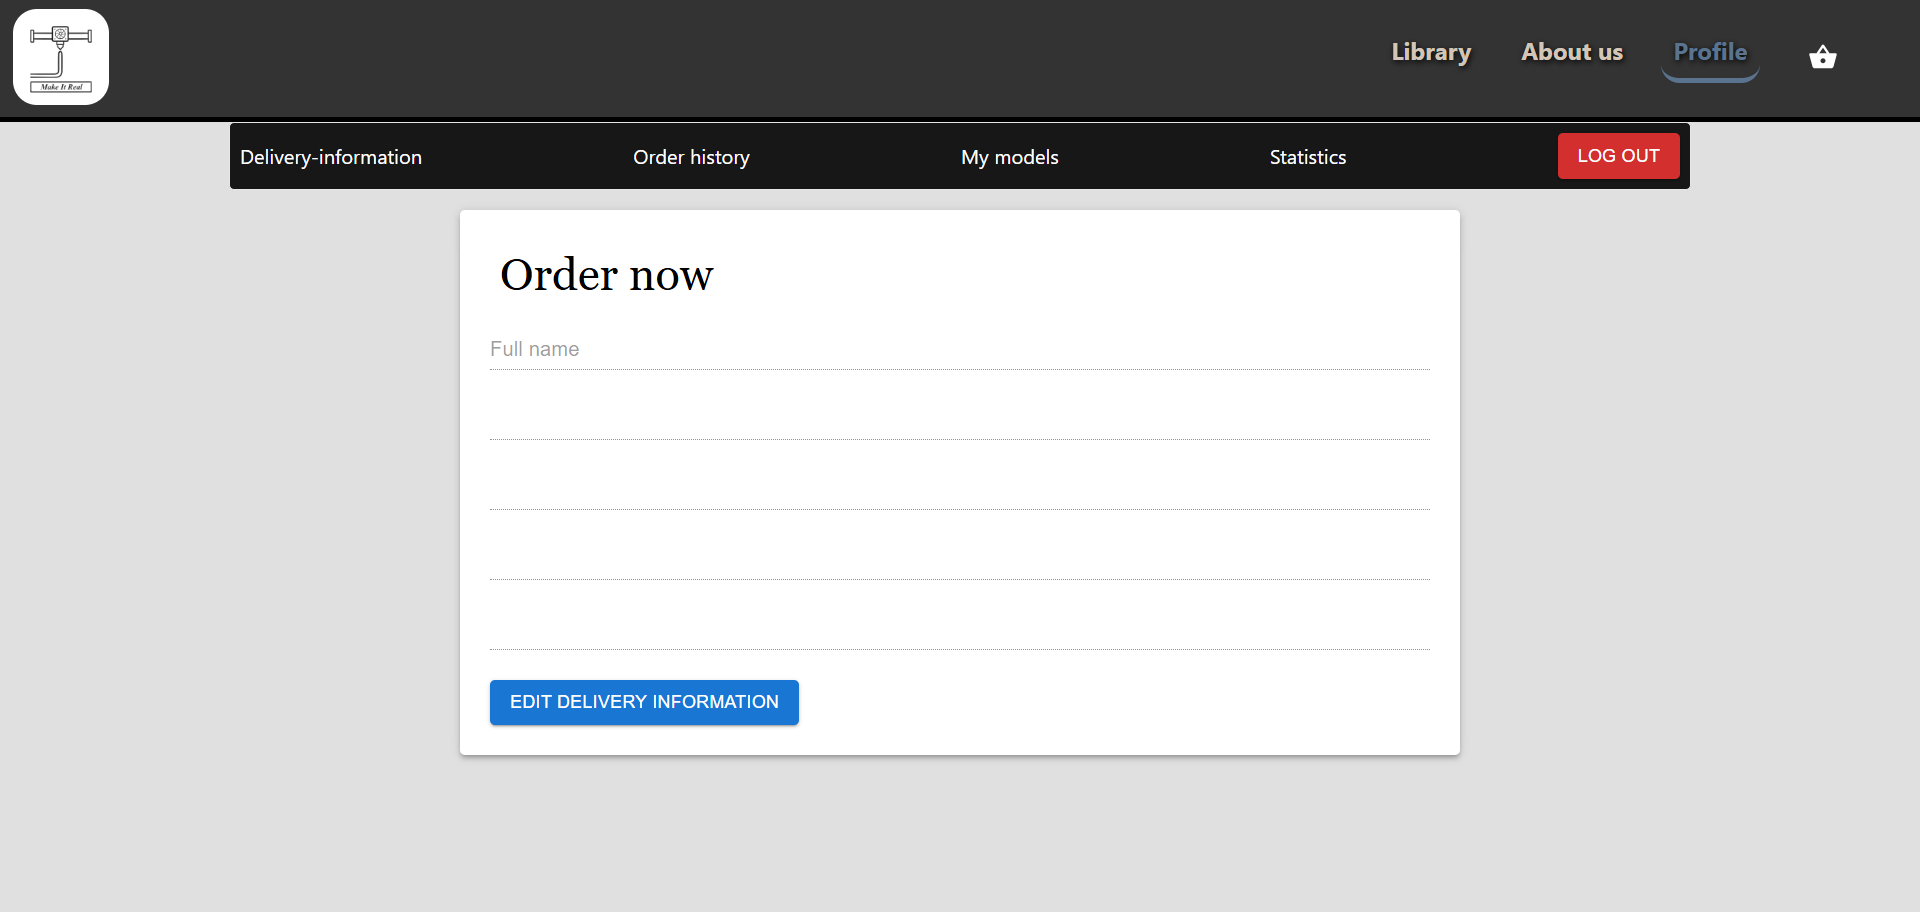 Make It Real
Library
About us
Profile
Delivery-information
Order history
My models
Statistics
LOG OUT
Order now
Full name
EDIT DELIVERY INFORMATION